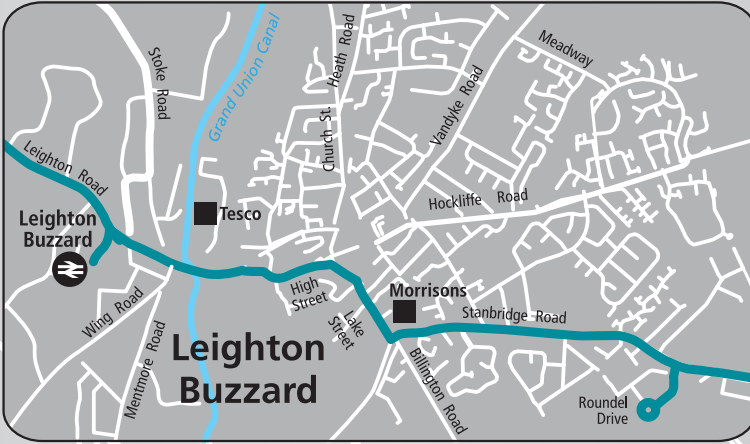 Stoke Road
Grand Union Canal
Heath Road
Church St.
Vandyke Road
Meadway
Leighton Road
Hockliffe Road
Leighton
Buzzard
Tesco
Morrisons
High
Street
Lake
Street
Stanbridge Road
Wing Road
Mentmore Road
Leighton
Buzzard
Billington Road
Roundel
Drive